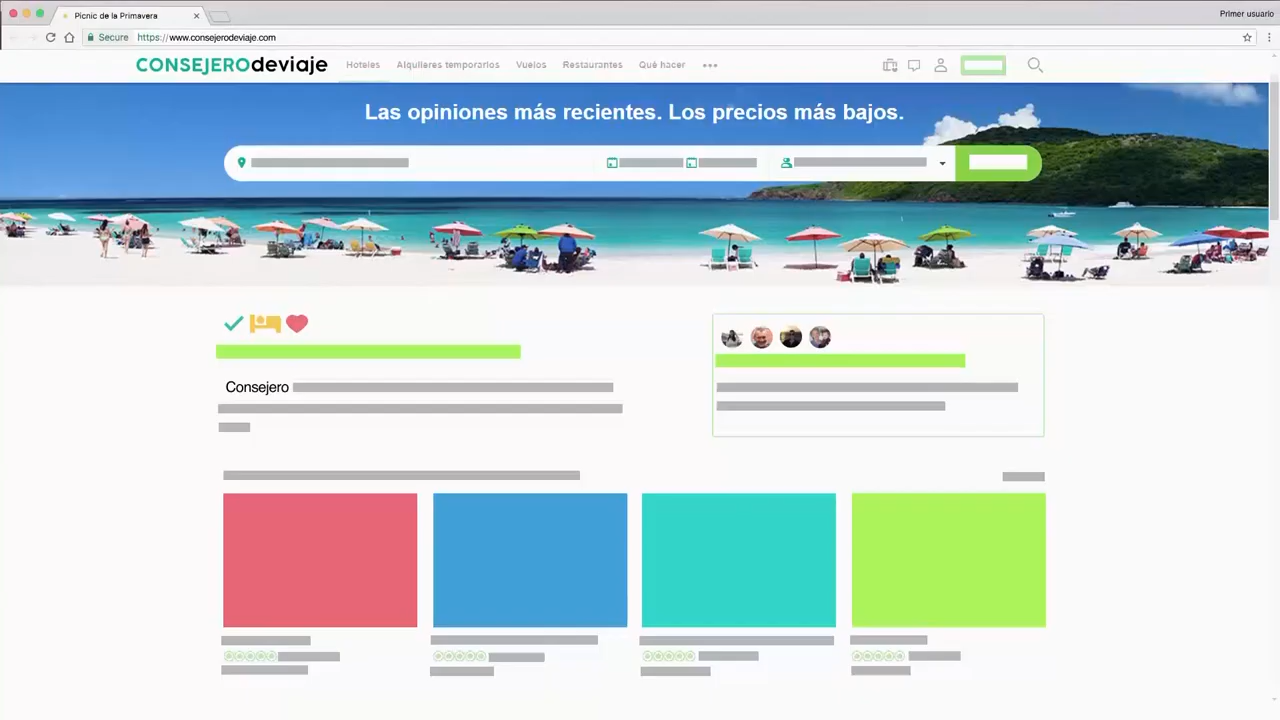 Picnic de la Primavera
Primer usuario
Secure https://www.consejerodeviaje.com
CONSEJEROdeviaje
Hoteles Alquileres temporarios Vuelos Restaurantes Qué hacer
Las opiniones más recientes. Los precios más bajos.
Consejero